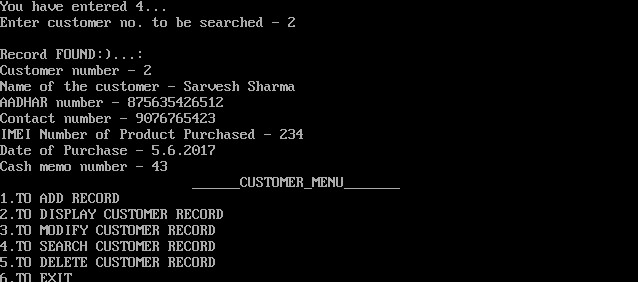 You have entered 4...
Enter customer no. to be searched - 2
Record FOUND:)...:
Customer number - 2
Name of the customer - Sarvesh Sharma
AADHAR number - 875635426512
Contact number - 9076765423
IMEI Number of Product Purchased - 234
Date of Purchase - 5.6.2017
Cash memo number - 43
______CUSTOMER_MENU_______
1.TO ADD RECORD
2.TO DISPLAY CUSTOMER RECORD
3.TO MODIFY CUSTOMER RECORD
4.TO SEARCH CUSTOMER RECORD
5.TO DELETE CUSTOMER RECORD
6.TO EXIT